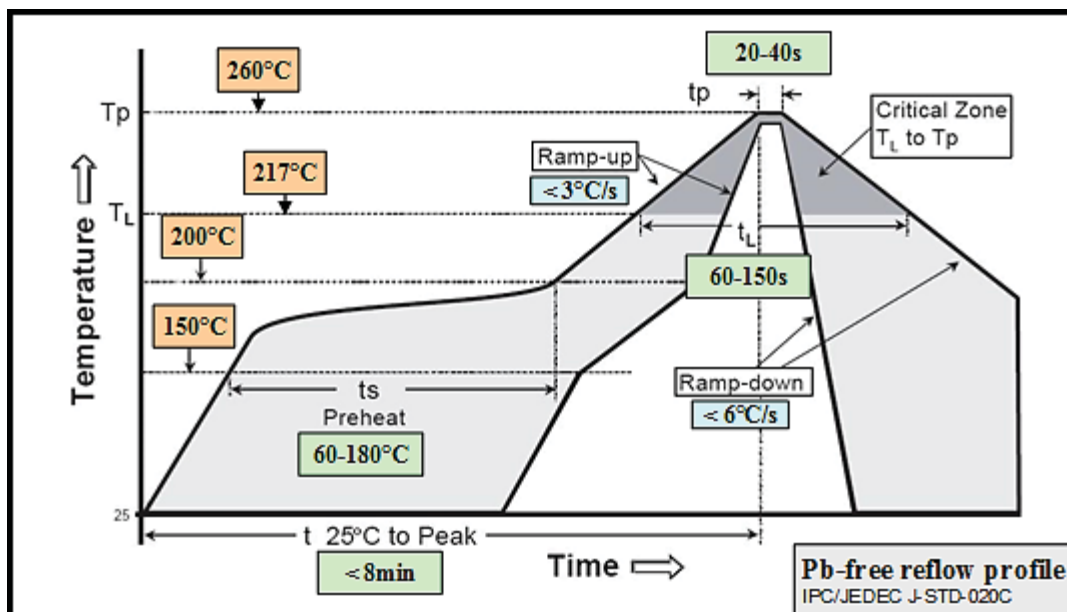 20-40s
260°C
tp
Tp
Critical Zone
TL to Tp
Ramp-up
< 3°C/s
217°C
TL
200°C
tL
60-150s
150°C
ts
Preheat
60-180°C
Ramp-down
< 6°C/s
Temperature
25
t 25°C to Peak
Time
<8min
Pb-free reflow profile
IPC/JEDEC J-STD-020C